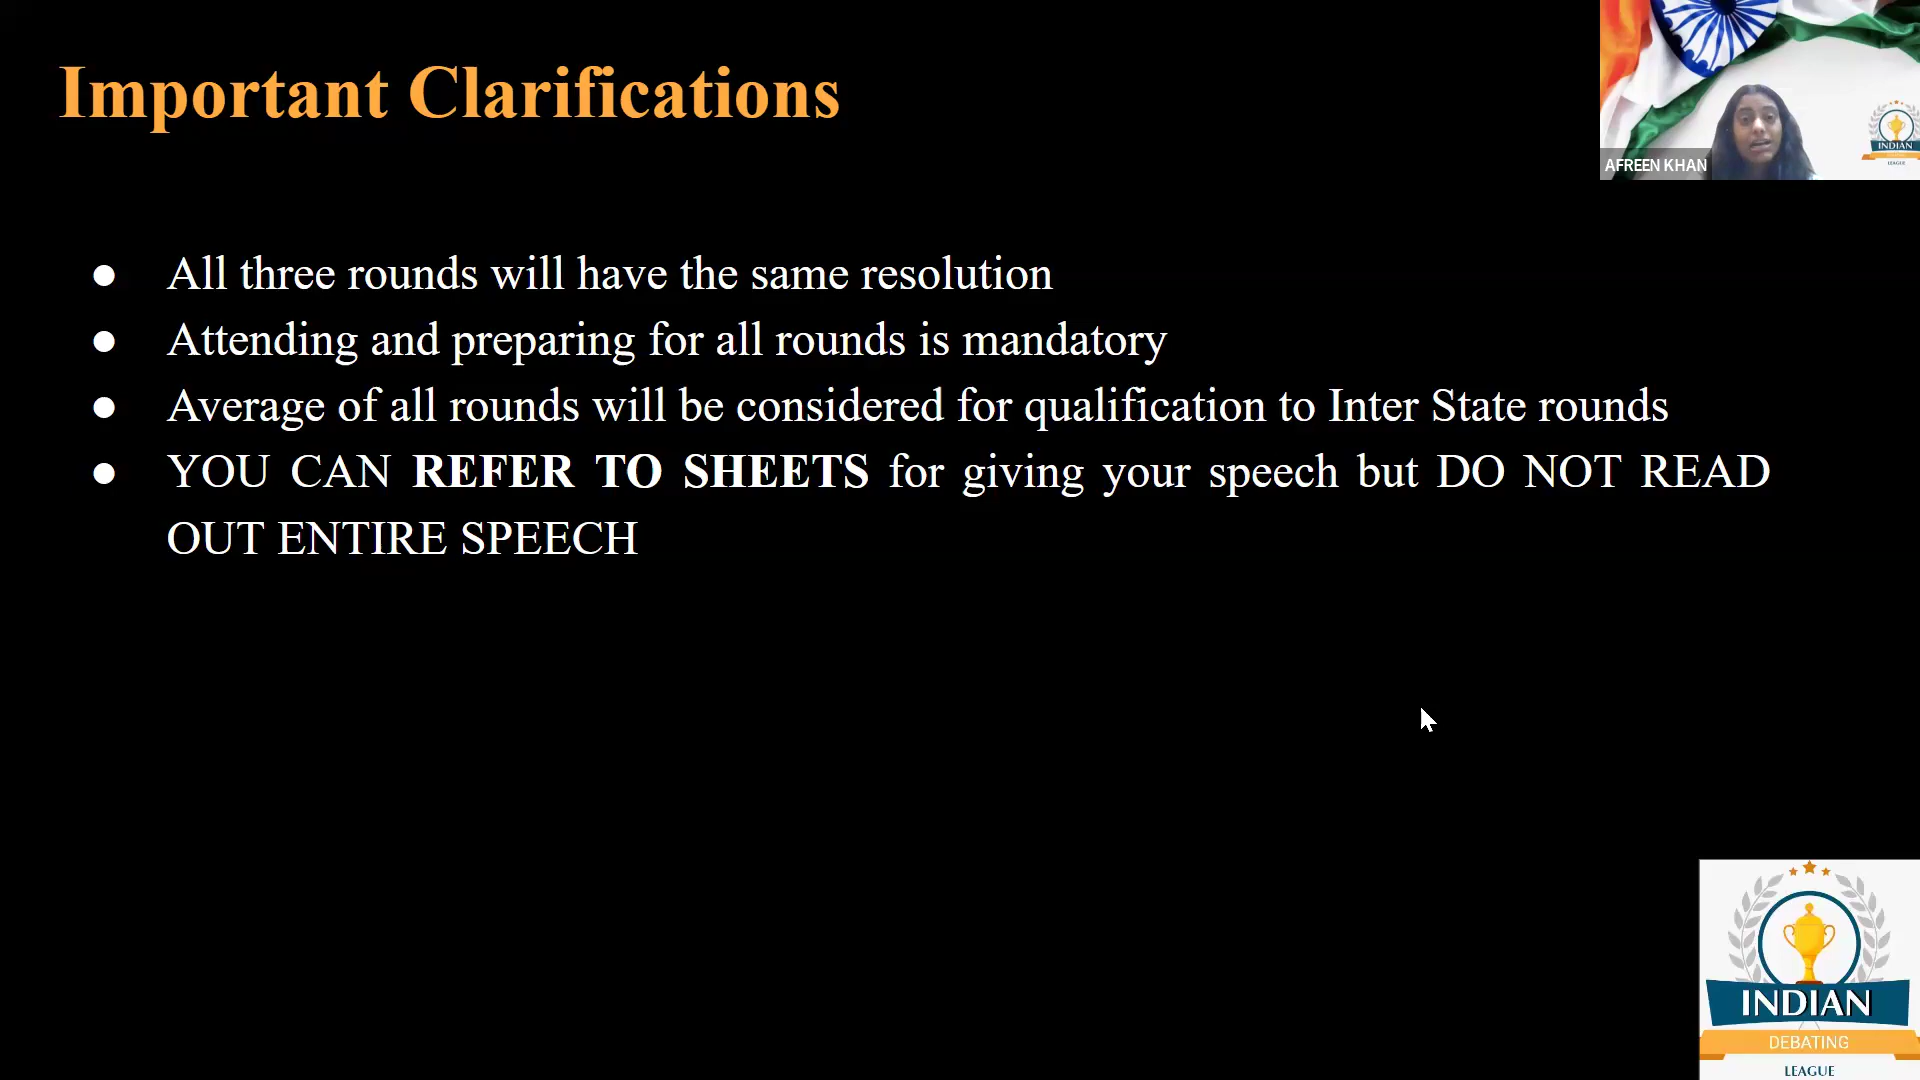 Important Clarifications
AFREEN KHAN
INDIAN
LEAGUE
● All three rounds will have the same resolution
● Attending and preparing for all rounds is mandatory
● Average of all rounds will be considered for qualification to Inter State rounds
● YOU CAN REFER TO SHEETS for giving your speech but DO NOT READ
OUT ENTIRE SPEECH
INDIAN
DEBATING
LEAGUE